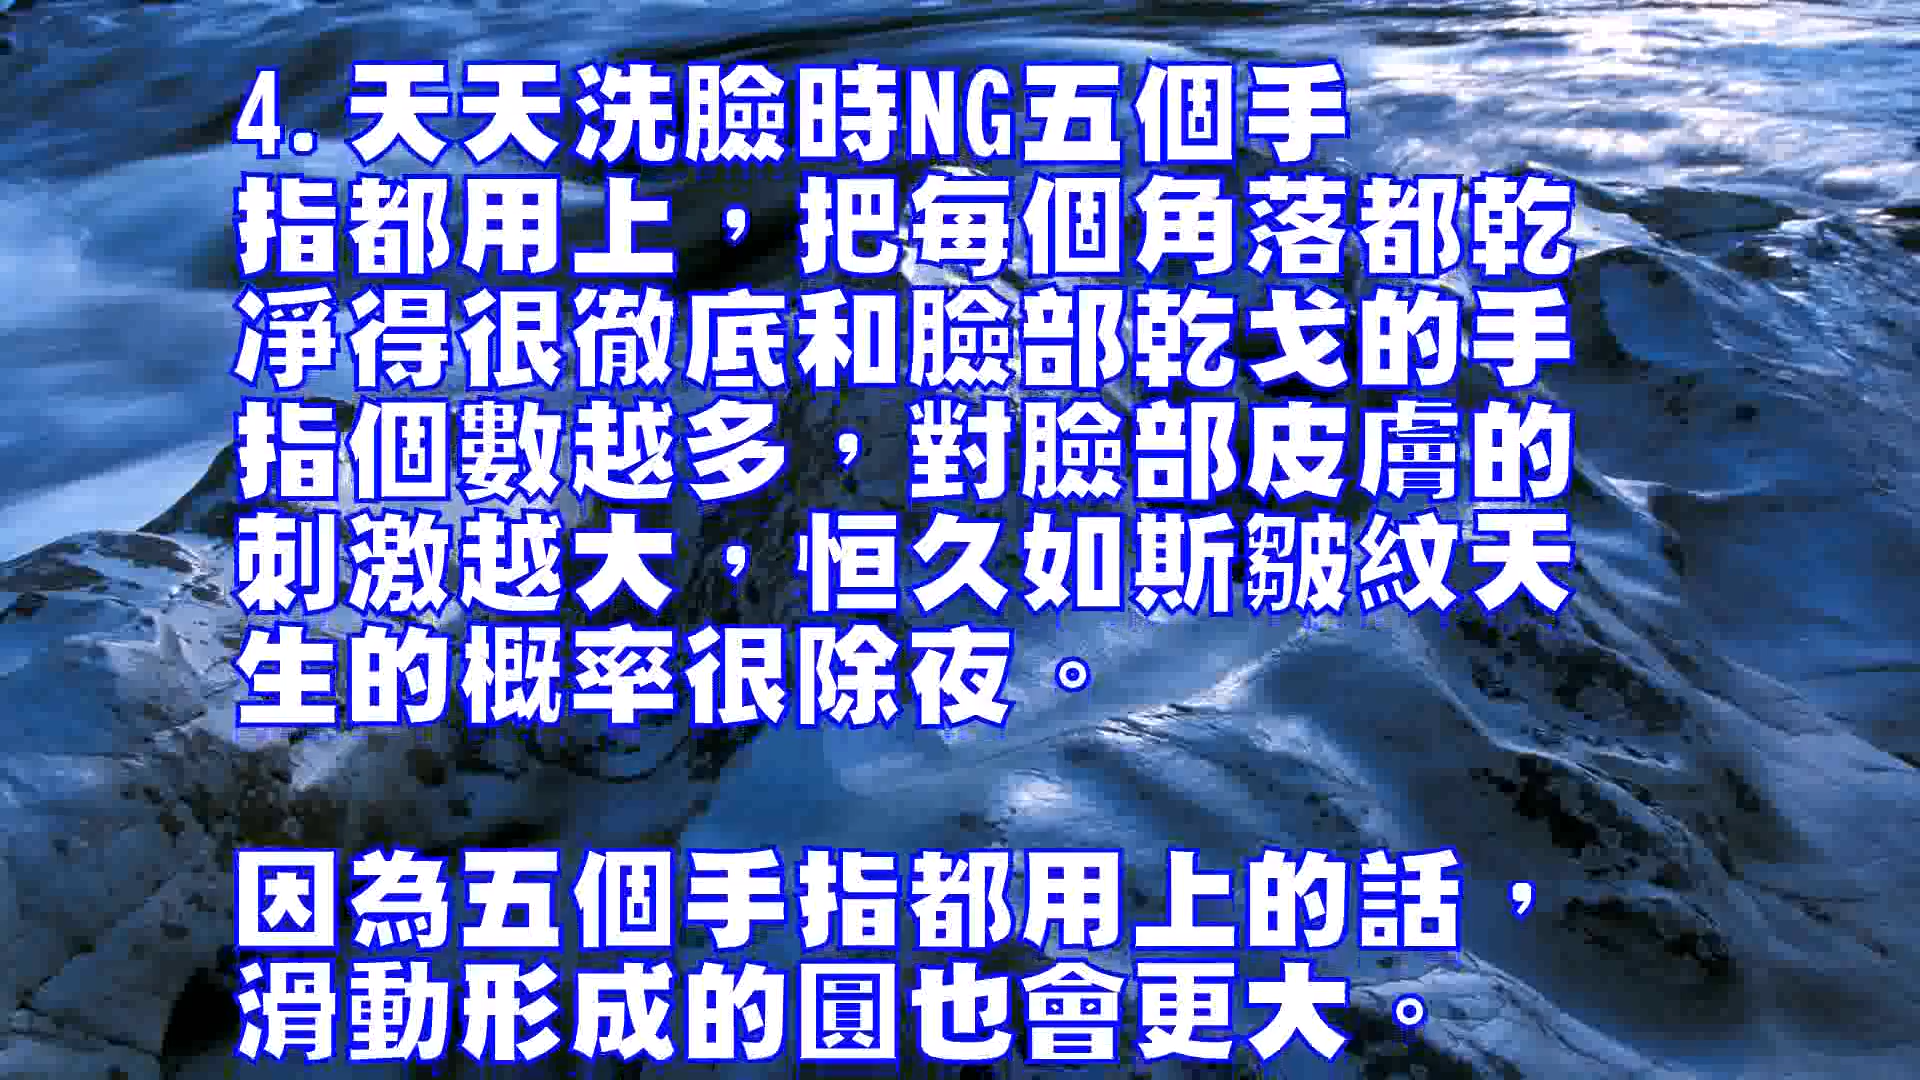 4.天天洗臉時NG五個手
指都用上，把每個角落都乾
凈得很徹底和臉部乾戈的手
指個數越多，對臉部皮膚的
刺激越大，恒久如斯皺紋天
生的概率很除夜。
因為五個手指都用上的話，
滑動形成的圓也會更大。